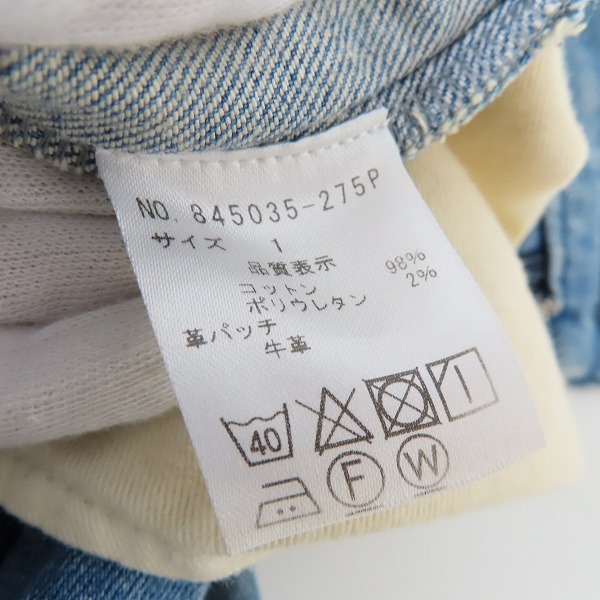 NO. 845035-275P
サイズ 1
品質表示
コットン 98%
ポリウレタン 2%
革パッチ
牛革
40
F W